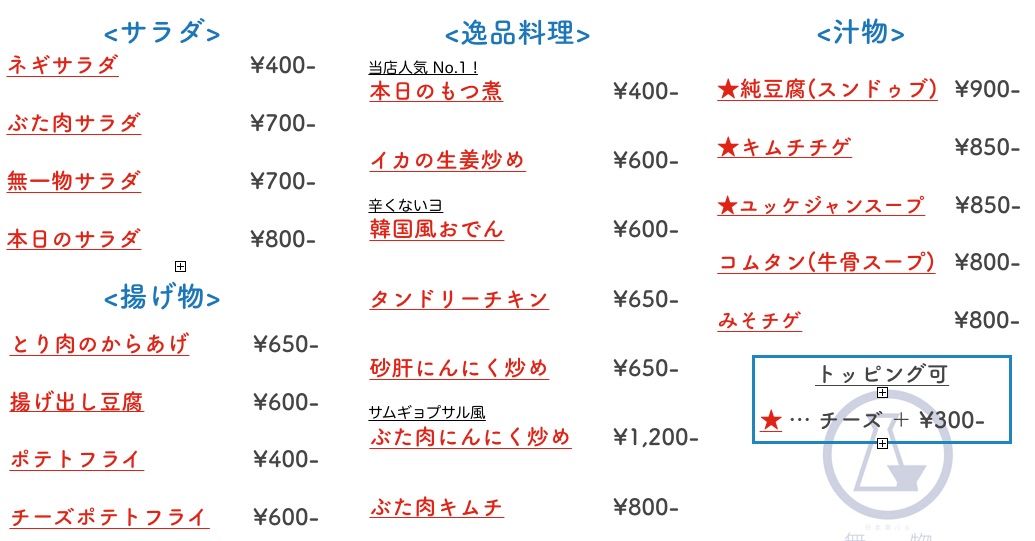 <サラダ>
ネギサラダ ¥400-
ぶた肉サラダ ¥700-
無一物サラダ ¥700-
本日のサラダ ¥800-
<揚げ物>
とり肉のからあげ ¥650-
揚げ出し豆腐 ¥600-
ポテトフライ ¥400-
チーズポテトフライ ¥600-
<逸品料理>
当店人気 No.1!
本日のもつ煮 ¥400-
イカの生姜炒め ¥600-
辛くないヨ
韓国風おでん ¥600-
タンドリーチキン ¥650-
砂肝にんにく炒め ¥650-
サムギョプサル風
ぶた肉にんにく炒め ¥1,200-
ぶた肉キムチ ¥800-
<汁物>
★純豆腐(スンドゥブ) ¥900-
★キムチチゲ ¥850-
★ユッケジャンスープ ¥850-
コムタン(牛骨スープ) ¥800-
みそチゲ ¥800-
トッピング可
★… チーズ + ¥300-